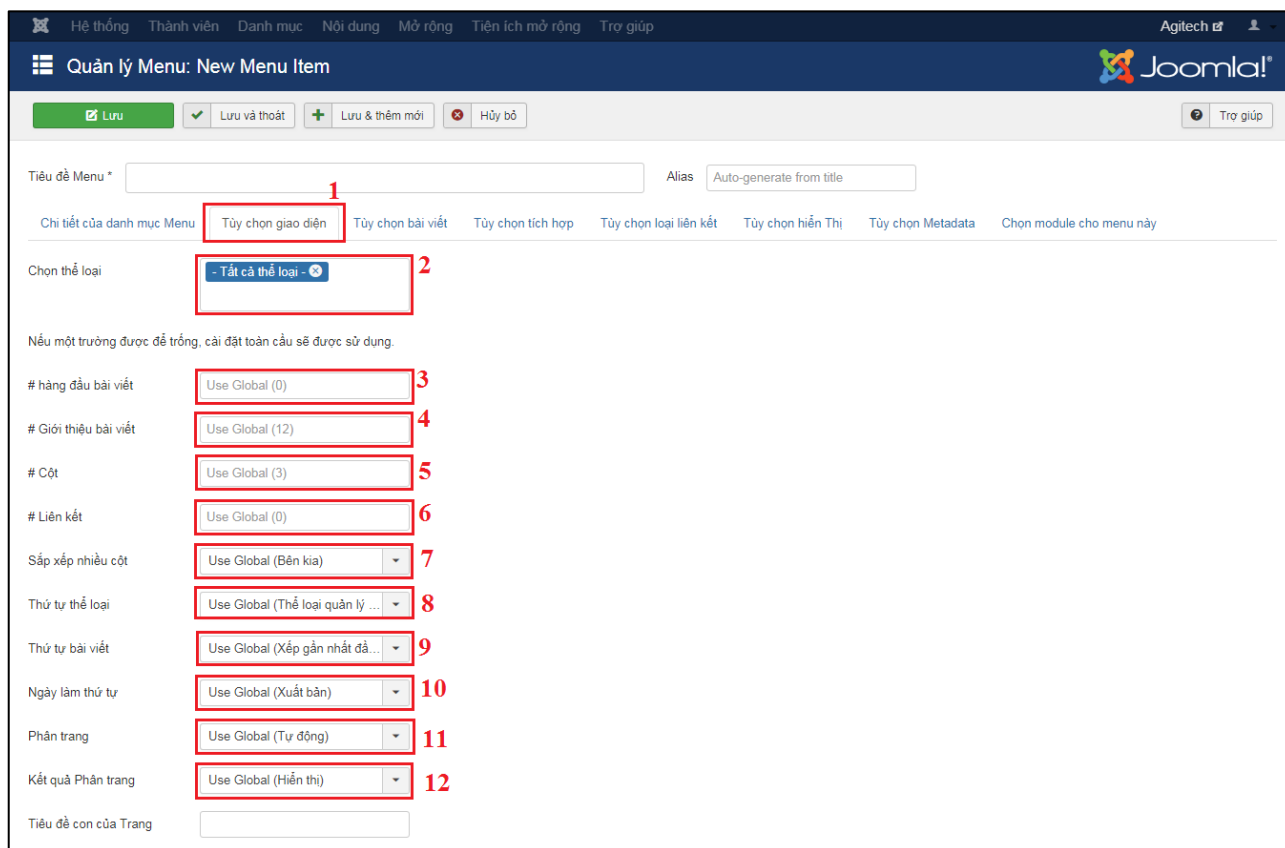 Hệ thống Thành viên Danh mục Nội dung Mở rộng Tiện ích mở rộng Trợ giúp Agitech
Quản lý Menu: New Menu Item Joomla!®
Lưu Lưu và thoát Lưu & thêm mới Hủy bỏ Trợ giúp
Tiêu đề Menu * Alias Auto-generate from title
1
Chi tiết của danh mục Menu Tùy chọn giao diện Tùy chọn bài viết Tùy chọn tích hợp Tùy chọn loại liên kết Tùy chọn hiển Thị Tùy chọn Metadata Chọn module cho menu này
Chọn thể loại - Tất cả thể loại - 2
Nếu một trường được để trống, cài đặt toàn cầu sẽ được sử dụng.
# hàng đầu bài viết Use Global (0) 3
# Giới thiệu bài viết Use Global (12) 4
# Cột Use Global (3) 5
# Liên kết Use Global (0) 6
Sắp xếp nhiều cột Use Global (Bên kia) 7
Thứ tự thể loại Use Global (Thể loại quản lý ... 8
Thứ tự bài viết Use Global (Xếp gần nhất đầ... 9
Ngày làm thứ tự Use Global (Xuất bản) 10
Phân trang Use Global (Tự động) 11
Kết quả Phân trang Use Global (Hiển thị) 12
Tiêu đề con của Trang